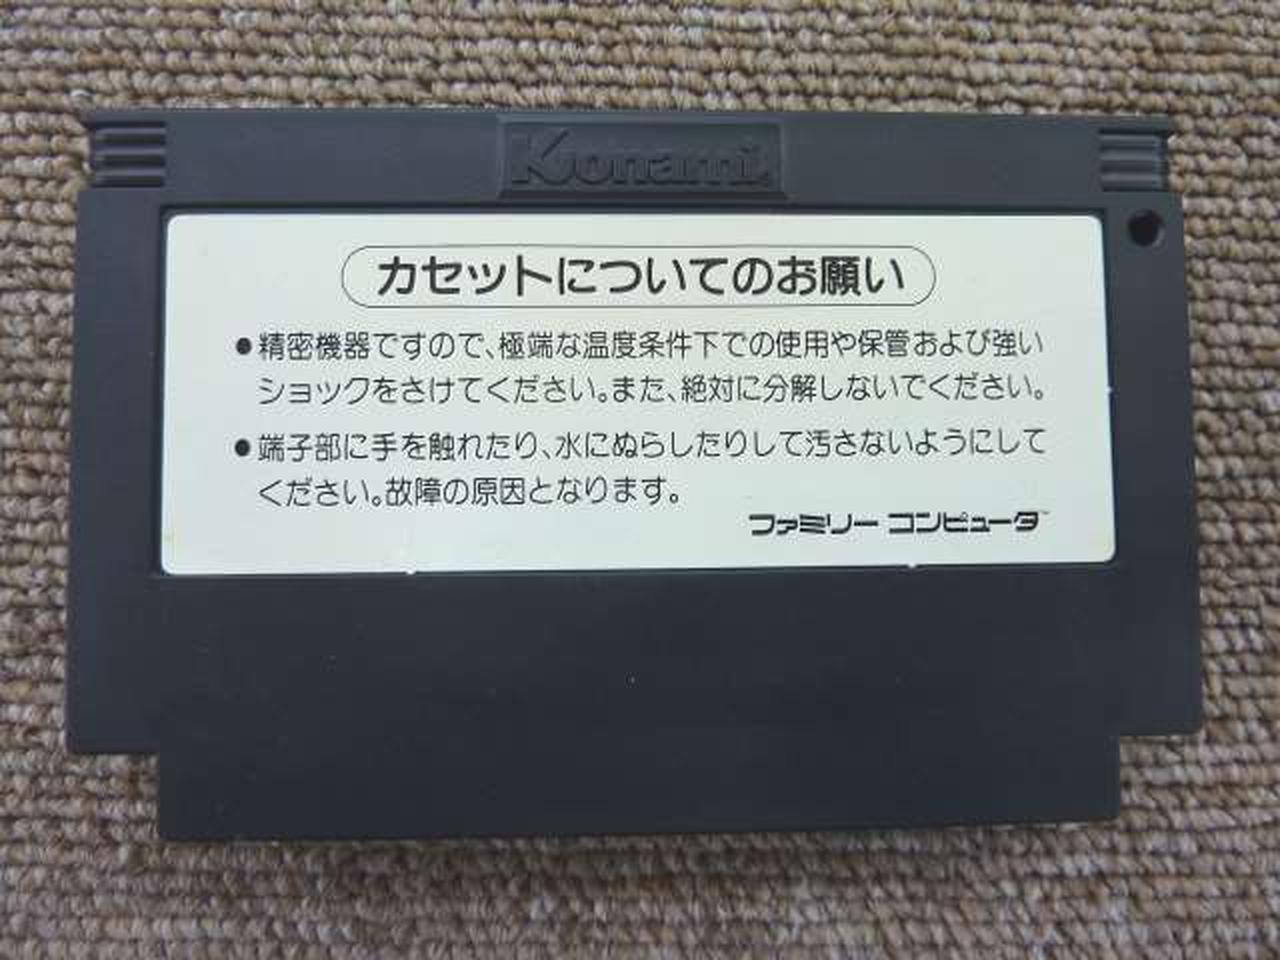 Konami
カセットについてのお願い
●精密機器ですので、極端な温度条件下での使用や保管および強い
ショックをさけてください。また、絶対に分解しないでください。
●端子部に手を触れたり、水にぬらしたりして汚さないようにして
ください。故障の原因となります。
ファミリー コンピュータ™